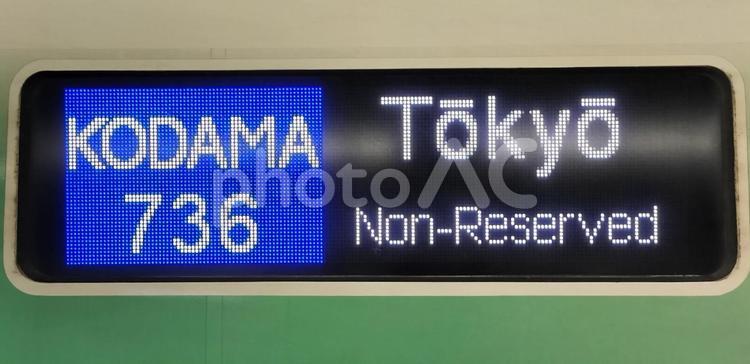 KODAMA
736
Tōkyō
Non-Reserved
photoAC